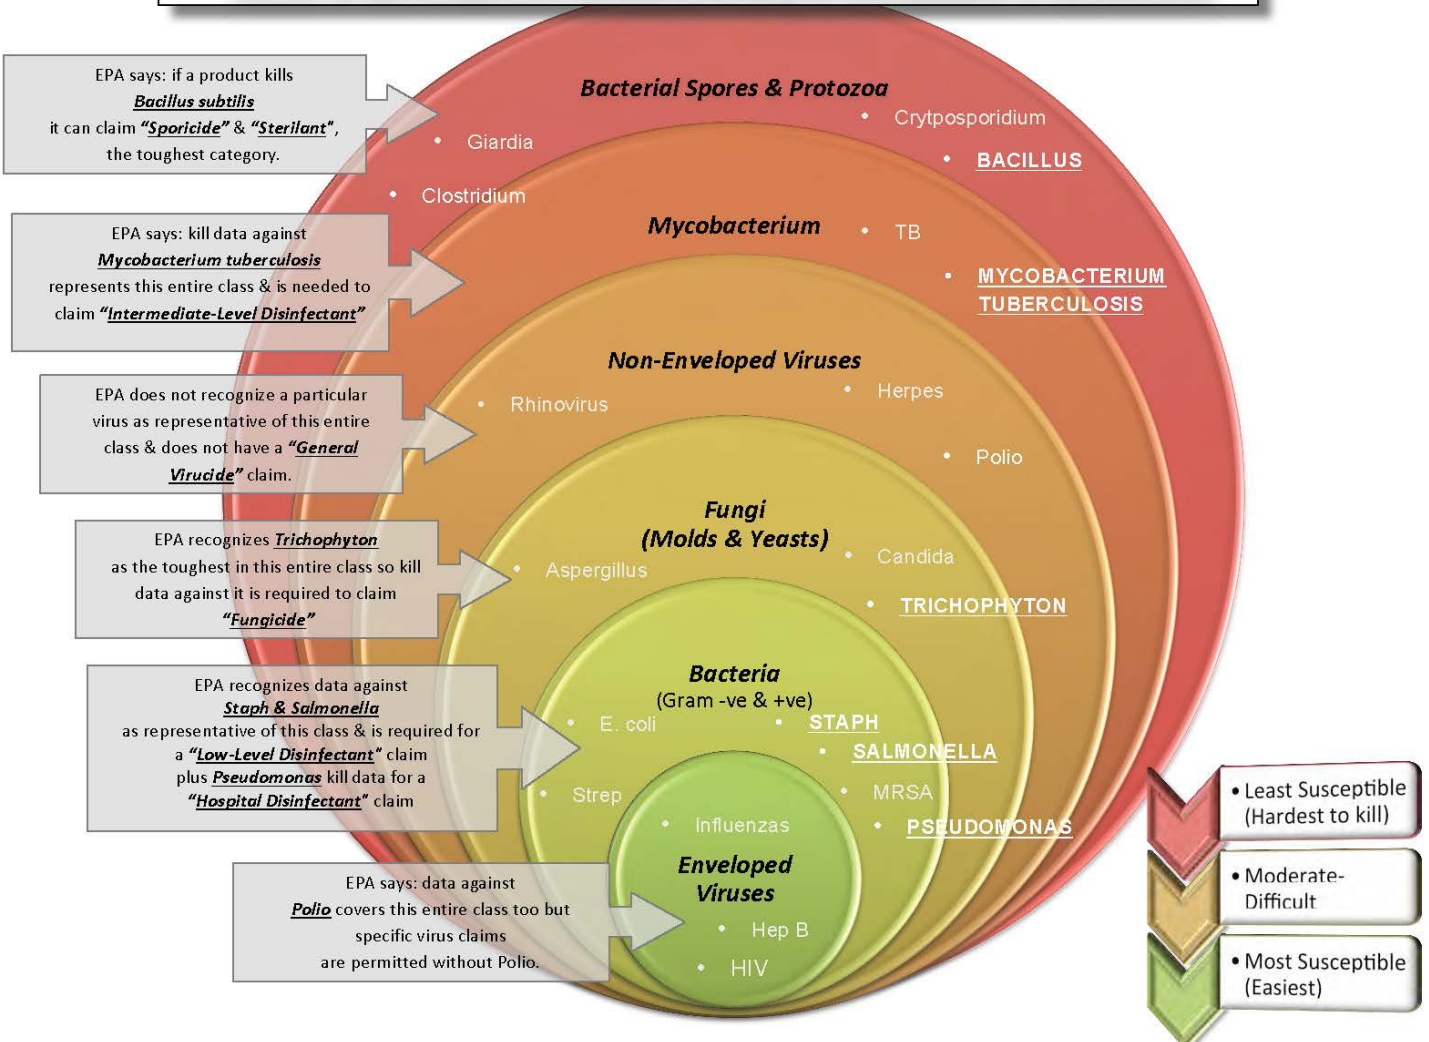 EPA says: if a product kills
Bacillus subtilis
it can claim “Sporicide” & “Sterilant",
the toughest category.
Bacterial Spores & Protozoa
• Crytposporidium
• Giardia
• BACILLUS
• Clostridium
EPA says: kill data against
Mycobacterium tuberculosis
represents this entire class & is needed to
claim “Intermediate-Level Disinfectant”
Mycobacterium
• TB
• MYCOBACTERIUM
TUBERCULOSIS
EPA does not recognize a particular
virus as representative of this entire
class & does not have a “General
Virucide” claim.
Non-Enveloped Viruses
• Rhinovirus
• Herpes
• Polio
EPA recognizes Trichophyton
as the toughest in this entire class so kill
data against it is required to claim
“Fungicide”
Fungi
(Molds & Yeasts)
• Aspergillus
• Candida
• TRICHOPHYTON
EPA recognizes data against
Staph & Salmonella
as representative of this class & is required for
a “Low-Level Disinfectant" claim
plus Pseudomonas kill data for a
“Hospital Disinfectant" claim
Bacteria
(Gram -ve & +ve)
• E. coli
• STAPH
• SALMONELLA
• Strep
• MRSA
• PSEUDOMONAS
EPA says: data against
Polio covers this entire class too but
specific virus claims
are permitted without Polio.
• Influenzas
Enveloped
Viruses
• Hep B
• HIV
• Least Susceptible
(Hardest to kill)
• Moderate-
Difficult
• Most Susceptible
(Easiest)